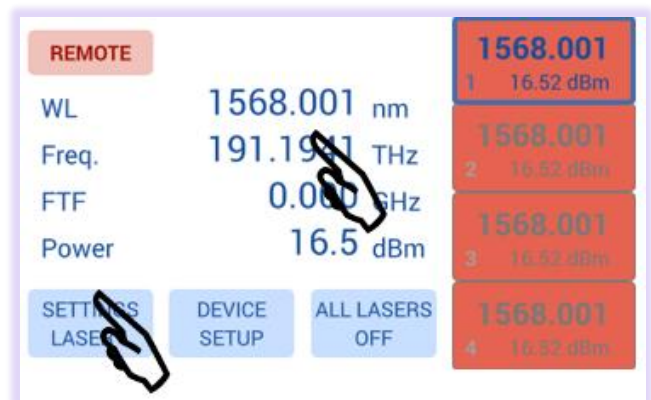 REMOTE
WL 1568.001 nm
Freq. 191.1941 THz
FTF 0.000 GHz
Power 16.5 dBm
SETTINGS
LASER
DEVICE
SETUP
ALL LASERS
OFF
1568.001
1 16.52 dBm
1568.001
2 16.52 dBm
1568.001
3 16.52 dBm
1568.001
4 16.52 dBm